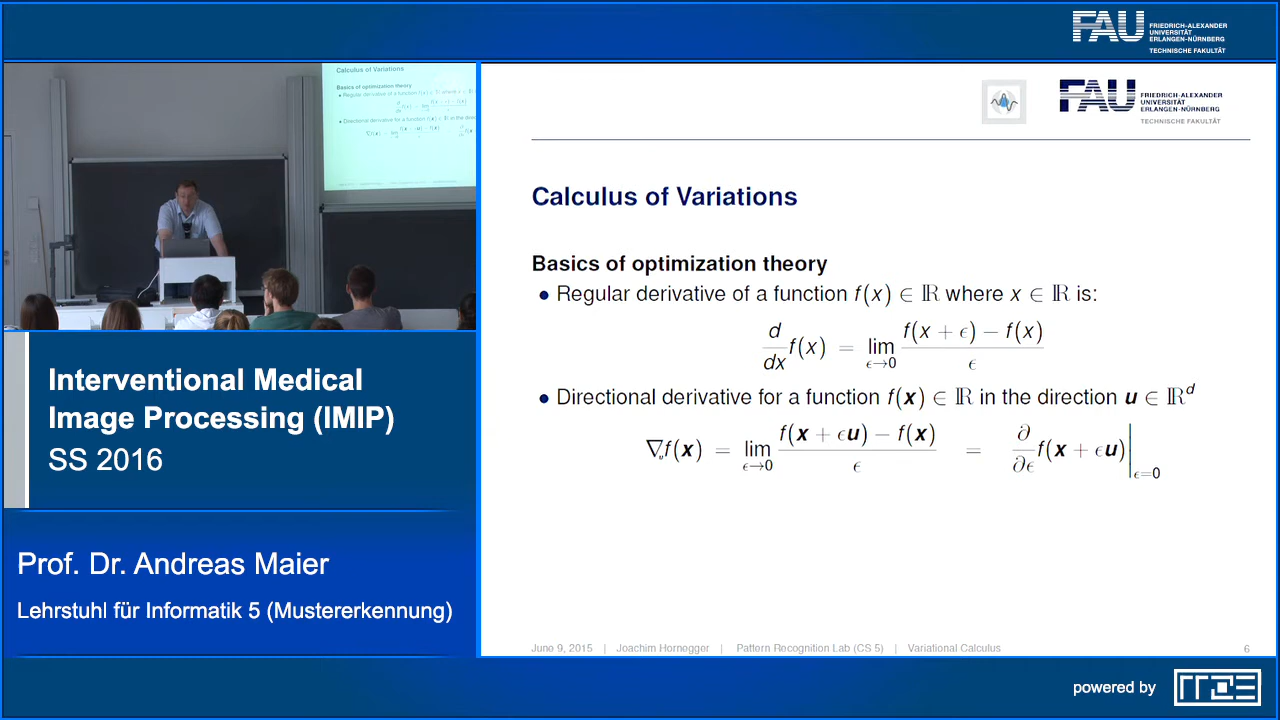 FAU
FRIEDRICH-ALEXANDER
UNIVERSITÄT
ERLANGEN-NÜRNBERG
TECHNISCHE FAKULTÄT
Calculus of Variations
Basics of optimization theory
Interventional Medical
Image Processing (IMIP)
SS 2016
Prof. Dr. Andreas Maier
Lehrstuhl für Informatik 5 (Mustererkennung)
FAU
FRIEDRICH-ALEXANDER
UNIVERSITÄT
ERLANGEN-NÜRNBERG
TECHNISCHE FAKULTÄT
Calculus of Variations
Basics of optimization theory
• Regular derivative of a function f(x) ∈ ℝ where x ∈ ℝ is:
d/dx f(x) = lim_{ϵ→0} (f(x + ϵ) − f(x))/ϵ
• Directional derivative for a function f(x) ∈ ℝ in the direction u ∈ ℝ^d
∇_u f(x) = lim_{ϵ→0} (f(x + ϵu) − f(x))/ϵ = ∂/∂ϵ f(x + ϵu)|_{ϵ=0}
June 9, 2015 | Joachim Hornegger | Pattern Recognition Lab (CS 5) | Variational Calculus 6
powered by
RRZE